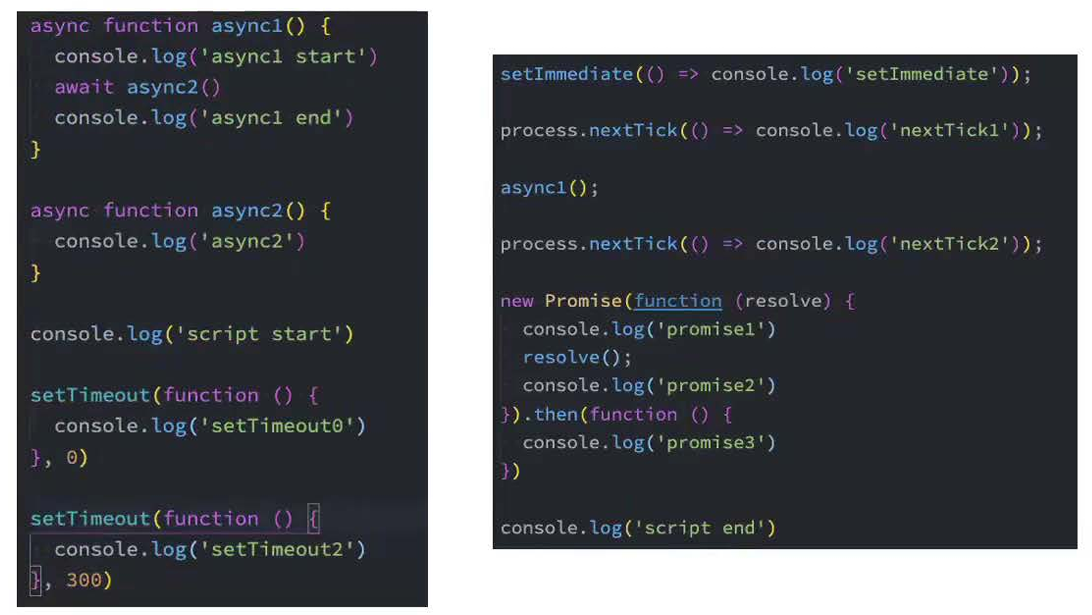 async function async1() {
  console.log('async1 start')
  await async2()
  console.log('async1 end')
}
async function async2() {
  console.log('async2')
}
console.log('script start')
setTimeout(function () {
  console.log('setTimeout0')
}, 0)
setTimeout(function () {
  console.log('setTimeout2')
}, 300)
setImmediate(() => console.log('setImmediate'));
process.nextTick(() => console.log('nextTick1'));
async1();
process.nextTick(() => console.log('nextTick2'));
new Promise(function (resolve) {
  console.log('promise1')
  resolve();
  console.log('promise2')
}).then(function () {
  console.log('promise3')
})
console.log('script end')